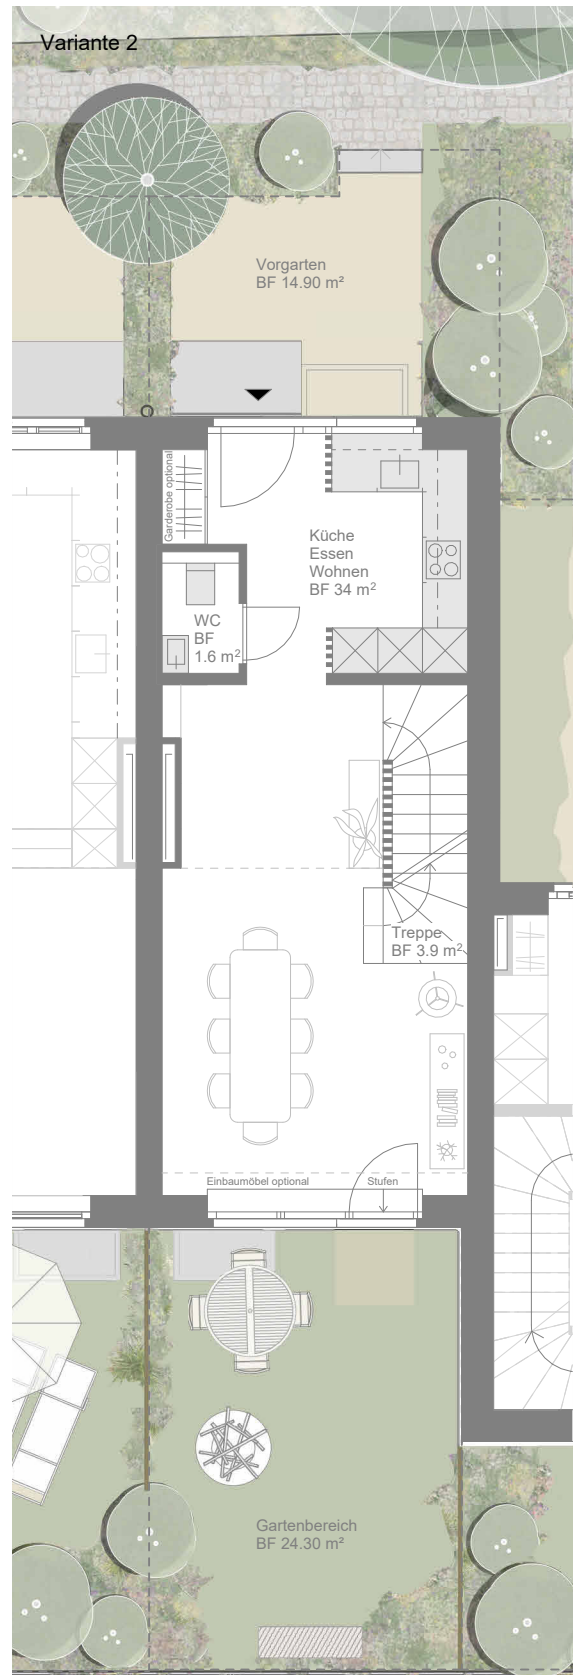 Variante 2
Vorgarten
BF 14.90 m²
Garderobe optional
Küche
Essen
Wohnen
BF 34 m²
WC
BF
1.6 m²
Treppe
BF 3.9 m²
Einbaumöbel optional
Stufen
Gartenbereich
BF 24.30 m²